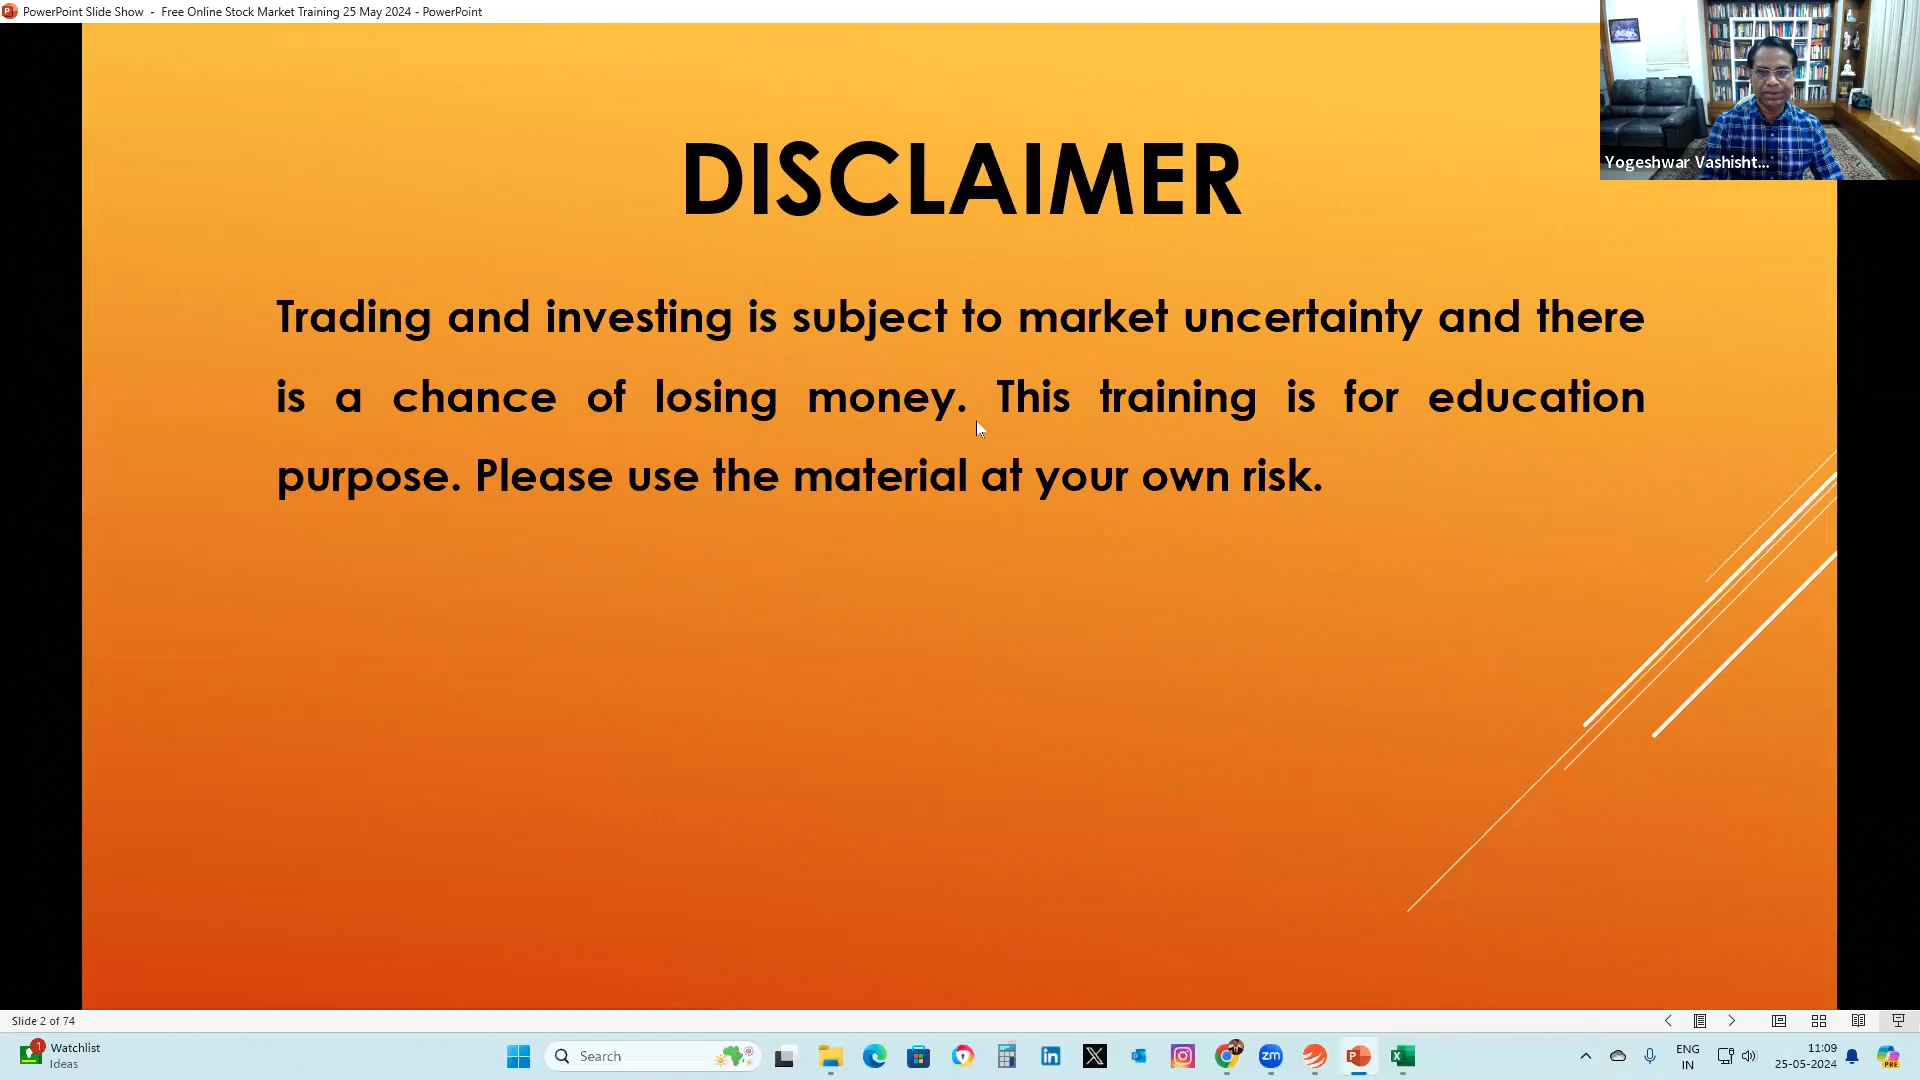 PowerPoint Slide Show - Free Online Stock Market Training 25 May 2024 - PowerPoint
Yogeshwar Vashisht...
DISCLAIMER
Trading and investing is subject to market uncertainty and there
is a chance of losing money. This training is for education
purpose. Please use the material at your own risk.
Slide 2 of 74
1
Watchlist
Ideas
Search
zm
ENG
IN
11:09
25-05-2024
PRE